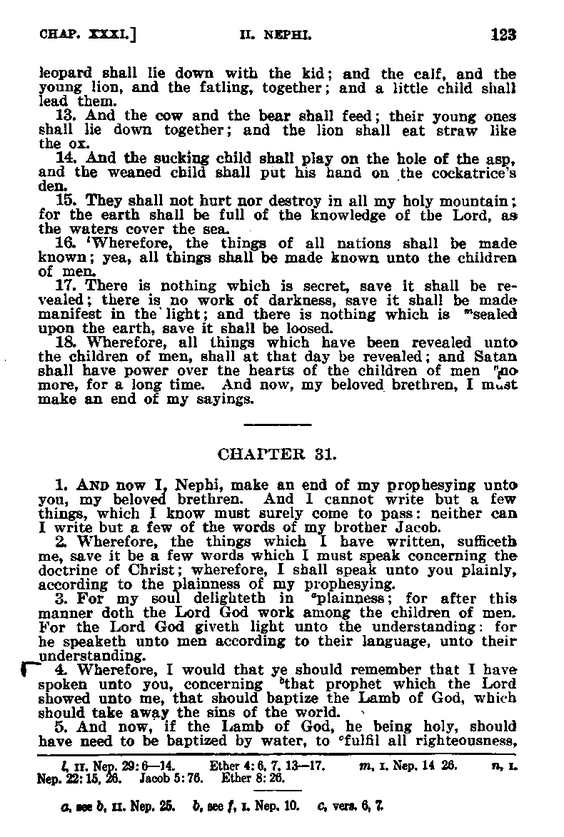 CHAP. XXXI.] II. NEPHI. 123
leopard shall lie down with the kid; and the calf, and the
young lion, and the fatling, together; and a little child shall
lead them.
13. And the cow and the bear shall feed; their young ones
shall lie down together; and the lion shall eat straw like
the ox.
14. And the sucking child shall play on the hole of the asp,
and the weaned child shall put his hand on the cockatrice's
den.
15. They shall not hurt nor destroy in all my holy mountain;
for the earth shall be full of the knowledge of the Lord, as
the waters cover the sea.
16. ˡWherefore, the things of all nations shall be made
known; yea, all things shall be made known unto the children
of men.
17. There is nothing which is secret, save it shall be re-
vealed; there is no work of darkness, save it shall be made
manifest in the light; and there is nothing which is ᵐsealed
upon the earth, save it shall be loosed.
18. Wherefore, all things which have been revealed unto
the children of men, shall at that day be revealed; and Satan
shall have power over the hearts of the children of men ⁿno
more, for a long time. And now, my beloved brethren, I must
make an end of my sayings.
CHAPTER 31.
1. AND now I, Nephi, make an end of my prophesying unto
you, my beloved brethren. And I cannot write but a few
things, which I know must surely come to pass: neither can
I write but a few of the words of my brother Jacob.
2. Wherefore, the things which I have written, sufficeth
me, save it be a few words which I must speak concerning the
doctrine of Christ; wherefore, I shall speak unto you plainly,
according to the plainness of my prophesying.
3. For my soul delighteth in ᵃplainness; for after this
manner doth the Lord God work among the children of men.
For the Lord God giveth light unto the understanding: for
he speaketh unto men according to their language, unto their
understanding.
4. Wherefore, I would that ye should remember that I have
spoken unto you, concerning ᵇthat prophet which the Lord
showed unto me, that should baptize the Lamb of God, which
should take away the sins of the world.
5. And now, if the Lamb of God, he being holy, should
have need to be baptized by water, to ᶜfulfil all righteousness,
l, II. Nep. 29:6—14. Ether 4:6, 7, 13—17. m, I. Nep. 14 26. n, I.
Nep. 22:15, 26. Jacob 5:76. Ether 8:26.
a, see b, II. Nep. 25. b, see f, I. Nep. 10. c, vers. 6, 7.